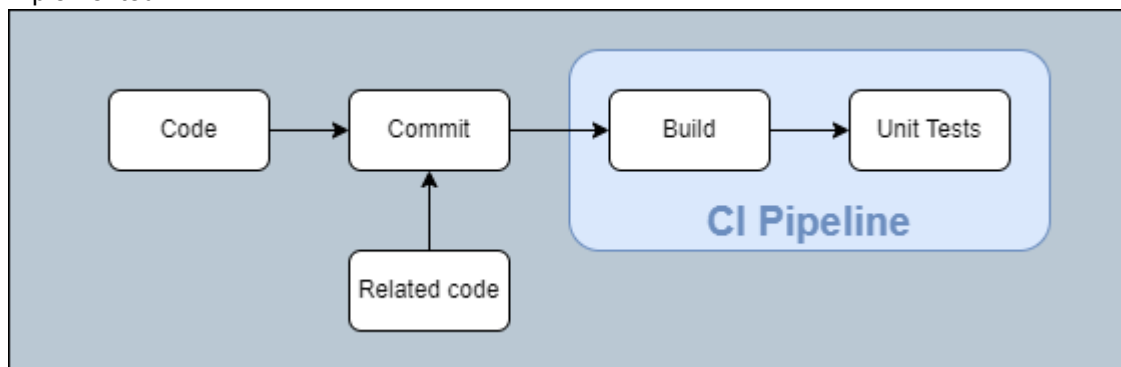 Code
Commit
Build
Unit Tests
CI Pipeline
Related code